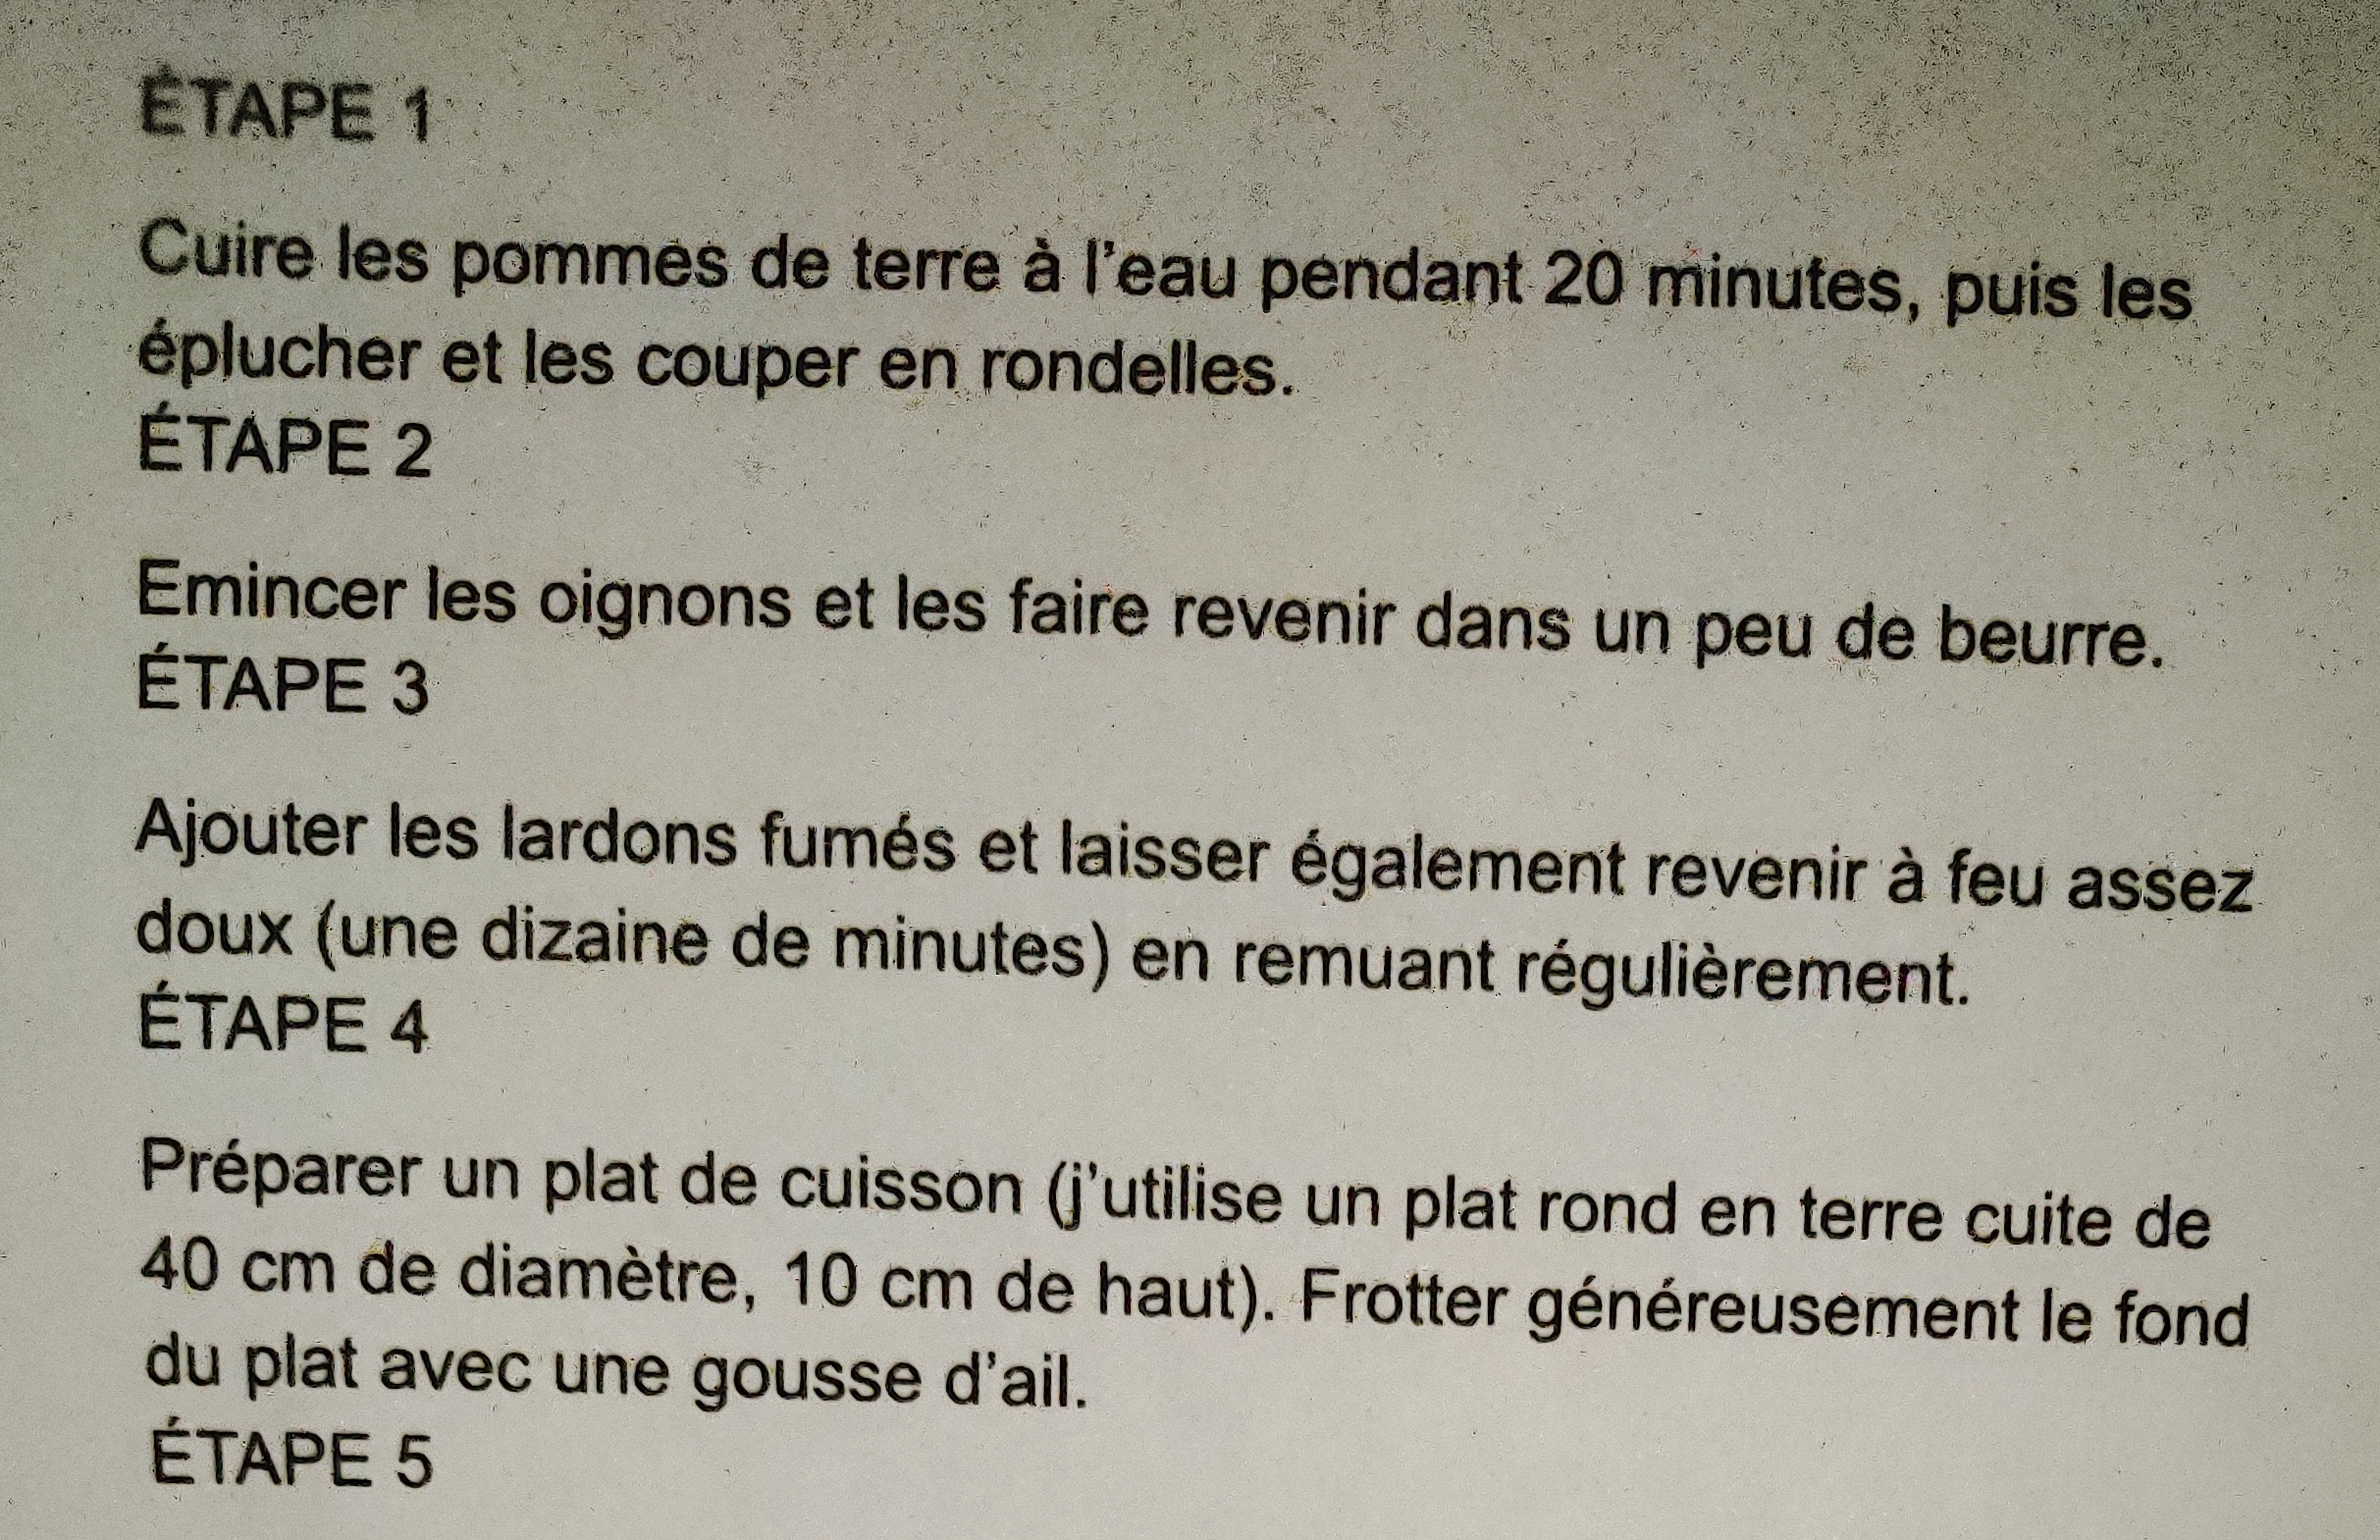 ÉTAPE 1
Cuire les pommes de terre à l'eau pendant 20 minutes, puis les
éplucher et les couper en rondelles.
ÉTAPE 2
Emincer les oignons et les faire revenir dans un peu de beurre.
ÉTAPE 3
Ajouter les lardons fumés et laisser également revenir à feu assez
doux (une dizaine de minutes) en remuant régulièrement.
ÉTAPE 4
Préparer un plat de cuisson (j'utilise un plat rond en terre cuite de
40 cm de diamètre, 10 cm de haut). Frotter généreusement le fond
du plat avec une gousse d'ail.
ÉTAPE 5